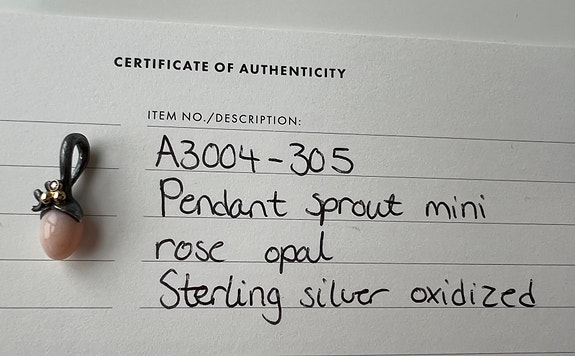 CERTIFICATE OF AUTHENTICITY
ITEM NO./DESCRIPTION:
A3004-305
Pendant sprout mini
rose opal
Sterling silver oxidized